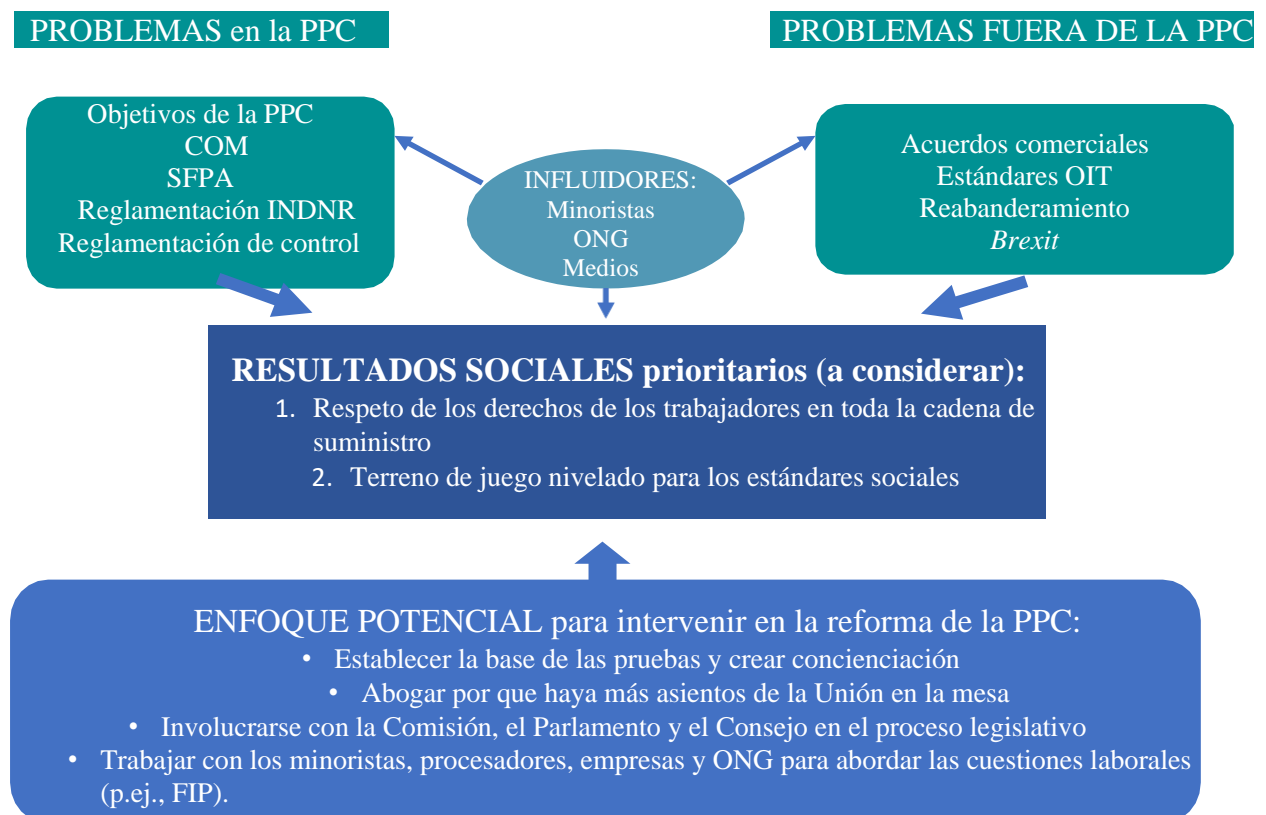 PROBLEMAS en la PPC
PROBLEMAS FUERA DE LA PPC
Objetivos de la PPC
COM
SFPA
Reglamentación INDNR
Reglamentación de control
INFLUIDORES:
Minoristas
ONG
Medios
Acuerdos comerciales
Estándares OIT
Reabanderamiento
Brexit
RESULTADOS SOCIALES prioritarios (a considerar):
1. Respeto de los derechos de los trabajadores en toda la cadena de
suministro
2. Terreno de juego nivelado para los estándares sociales
ENFOQUE POTENCIAL para intervenir en la reforma de la PPC:
• Establecer la base de las pruebas y crear concienciación
• Abogar por que haya más asientos de la Unión en la mesa
• Involucrarse con la Comisión, el Parlamento y el Consejo en el proceso legislativo
• Trabajar con los minoristas, procesadores, empresas y ONG para abordar las cuestiones laborales
(p.ej., FIP).